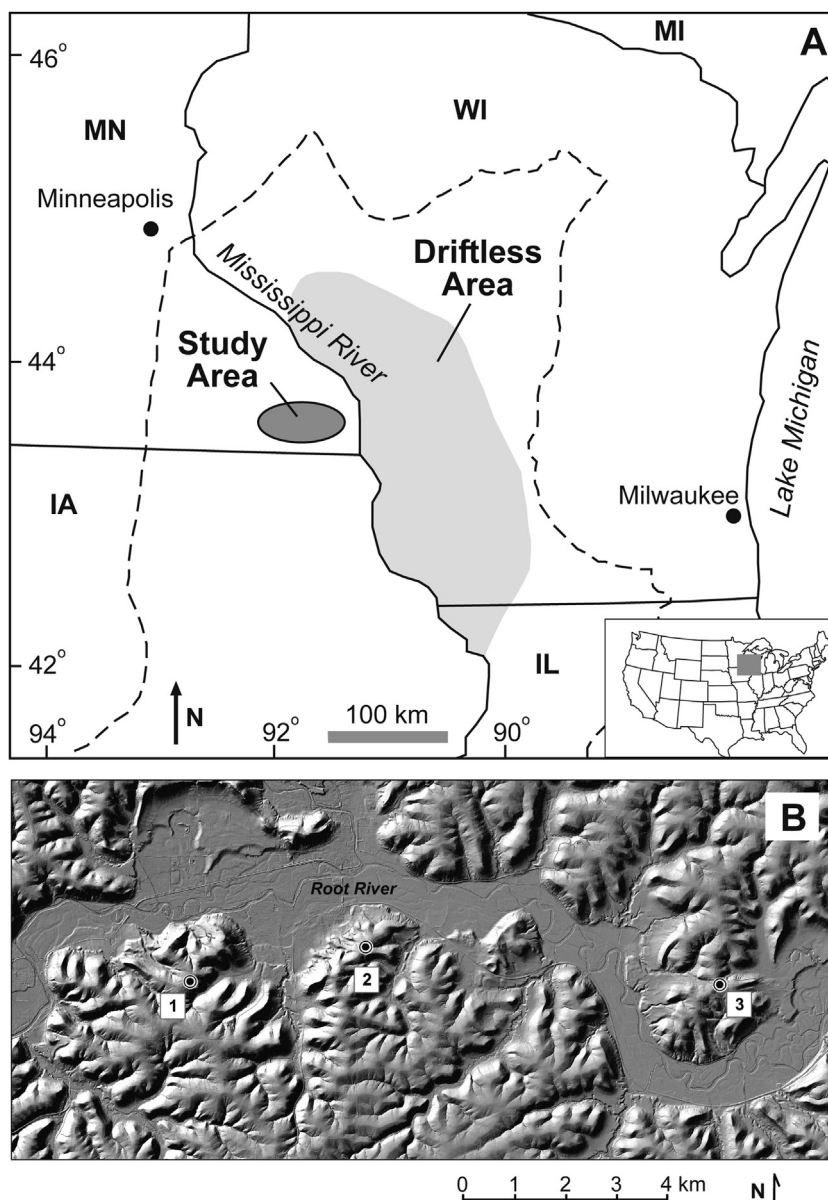 A
MI
46°
WI
MN
Minneapolis
Driftless
Area
Mississippi River
Study
Area
44°
Lake Michigan
IA
Milwaukee
42°
IL
N
100 km
94°
92°
90°
B
Root River
1
2
3
0 1 2 3 4 km
N